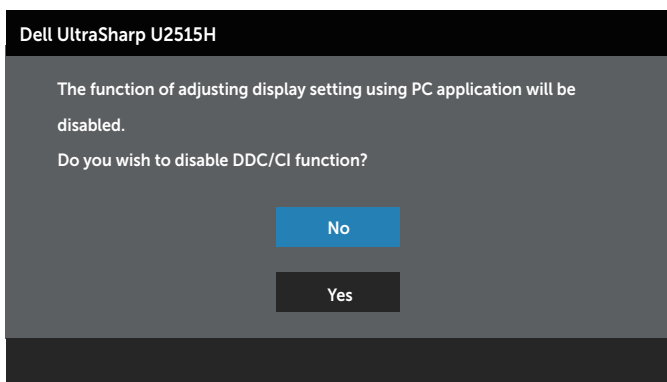 Dell UltraSharp U2515H
The function of adjusting display setting using PC application will be
disabled.
Do you wish to disable DDC/CI function?
No
Yes